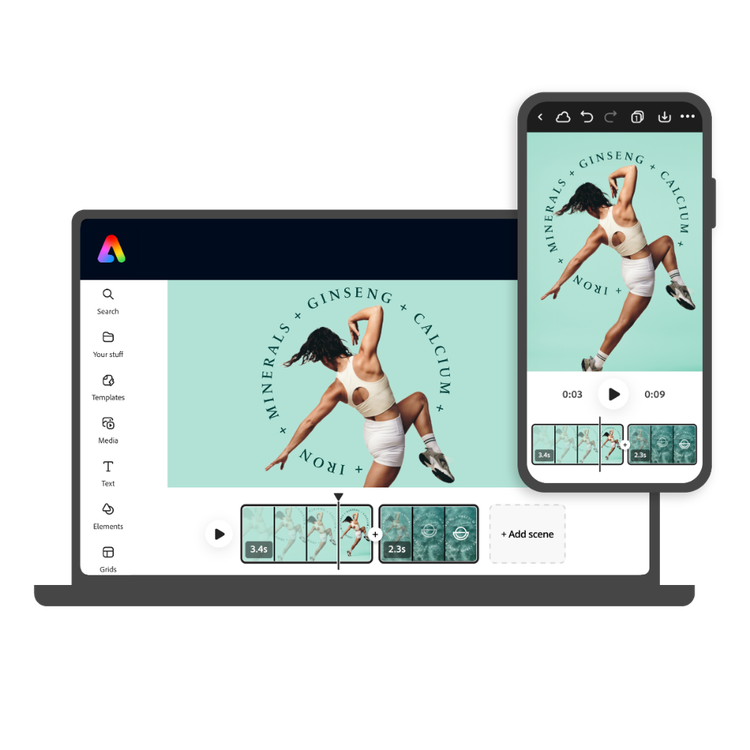 Search
Your stuff
Templates
Media
Text
Elements
Grids
MINERALS + GINSENG + CALCIUM + IRON +
3.4s
2.3s
+ Add scene
1
MINERALS + GINSENG + CALCIUM + IRON +
0:03
0:09
3.4s
2.3s